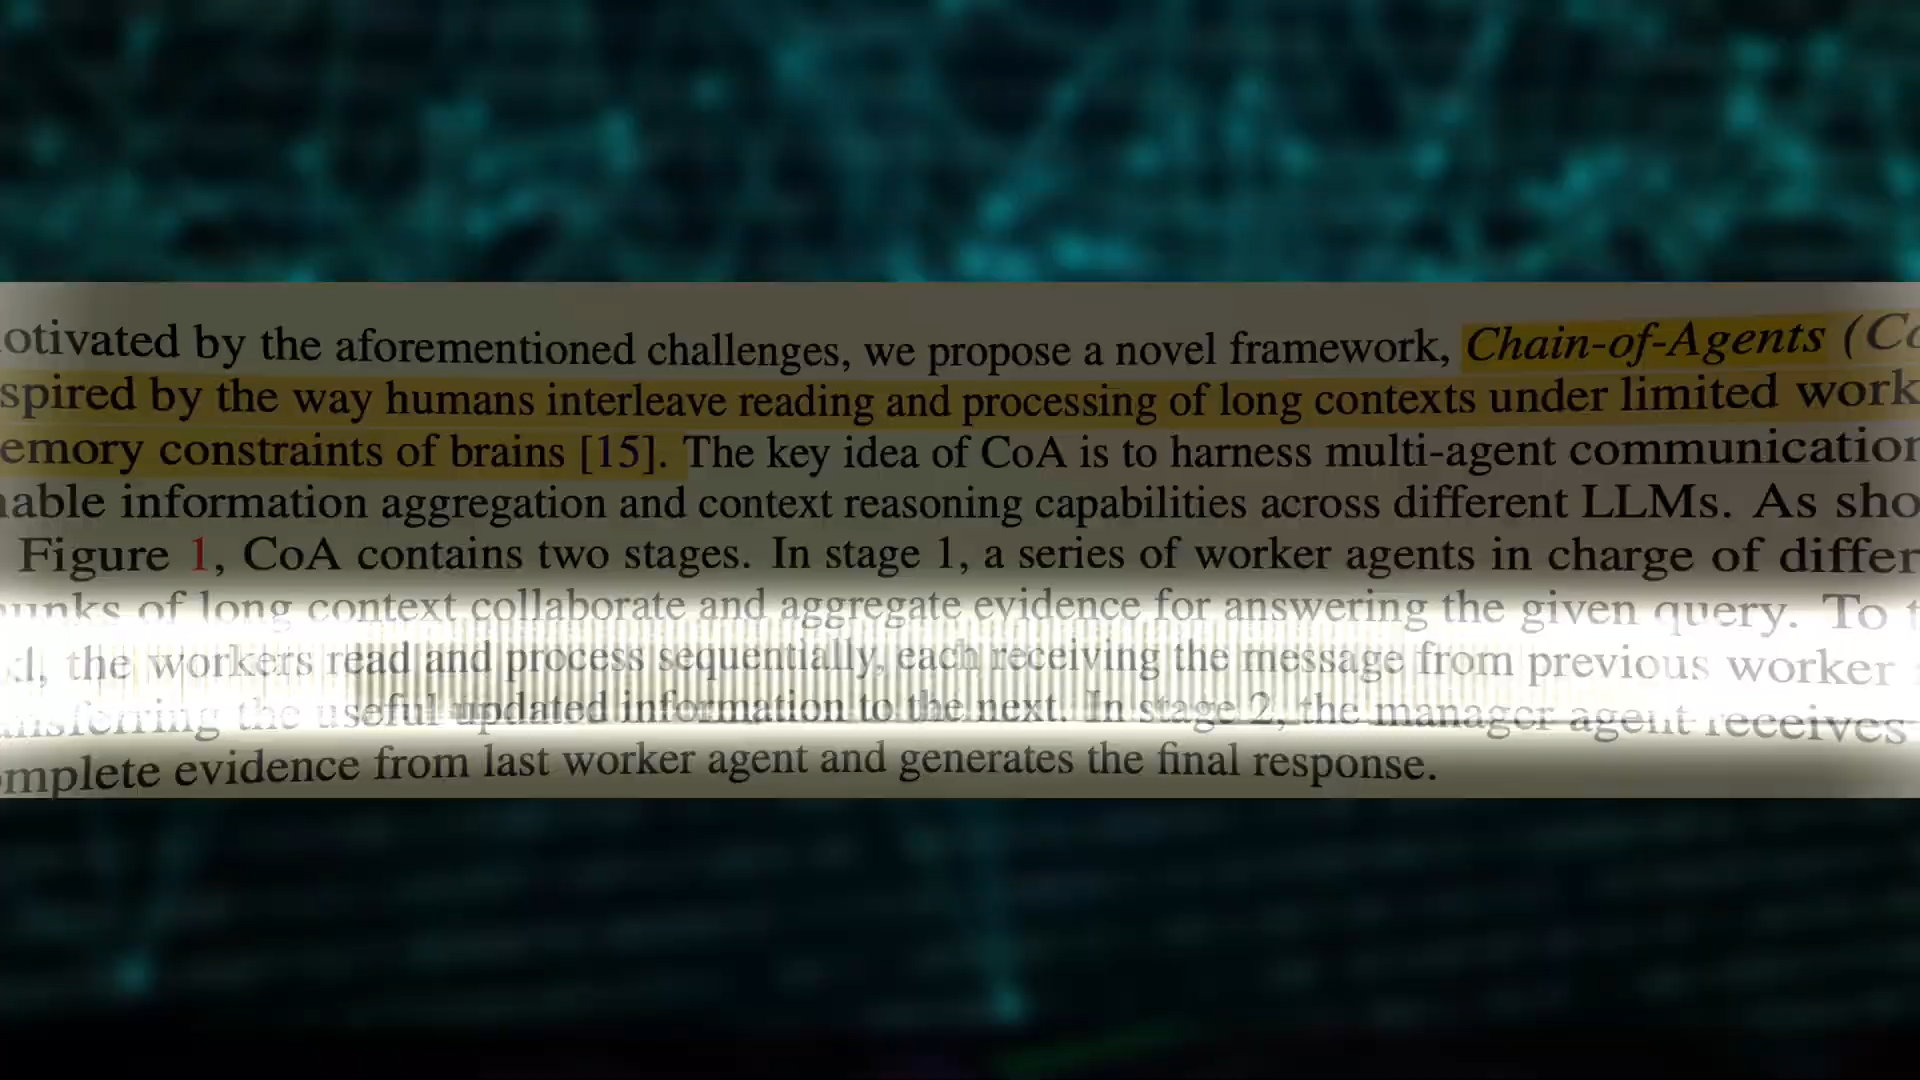 otivated by the aforementioned challenges, we propose a novel framework, Chain-of-Agents (Co
spired by the way humans interleave reading and processing of long contexts under limited work
emory constraints of brains [15]. The key idea of CoA is to harness multi-agent communication
nable information aggregation and context reasoning capabilities across different LLMs. As sho
Figure 1, CoA contains two stages. In stage 1, a series of worker agents in charge of differ
unks of long context collaborate and aggregate evidence for answering the given query. To t
d, the workers read and process sequentially, each receiving the message from previous worker
ansferring the useful updated information to the next. In stage 2, the manager agent receives
omplete evidence from last worker agent and generates the final response.